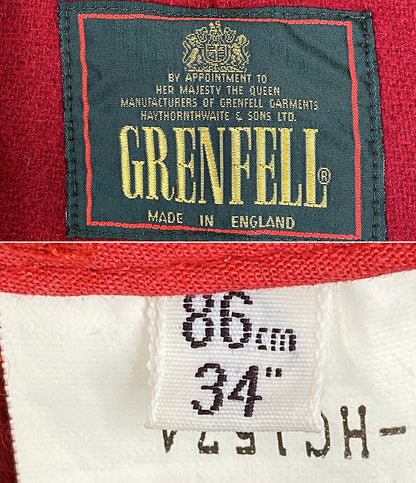 BY APPOINTMENT TO
HER MAJESTY THE QUEEN
MANUFACTURERS OF GRENFELL GARMENTS
HAYTHORNTHWAITE & SONS LTD.
GRENFELL®
MADE IN ENGLAND
86cm
34"